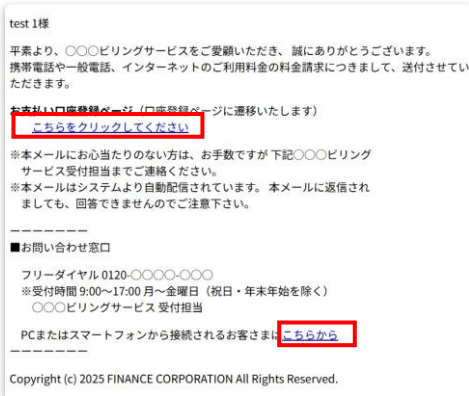 test 1様
平素より、○○○ビリングサービスをご愛顧いただき、誠にありがとうございます。
携帯電話や一般電話、インターネットのご利用料金の料金請求につきまして、送付させてい
ただきます。
お支払い口座登録ページ（口座登録ページに遷移いたします）
こちらをクリックしてください
※本メールにお心当たりのない方は、お手数ですが 下記○○○ビリング
サービス受付担当までご連絡ください。
※本メールはシステムより自動配信されています。 本メールに返信され
ましても、回答できませんのでご注意下さい。
ーーーーーーー
■お問い合わせ窓口
フリーダイヤル 0120-○○○○-○○○
※受付時間 9:00～17:00 月～金曜日（祝日・年末年始を除く）
○○○ビリングサービス 受付担当
PCまたはスマートフォンから接続されるお客さまはこちらから
ーーーーーーー
Copyright (c) 2025 FINANCE CORPORATION All Rights Reserved.